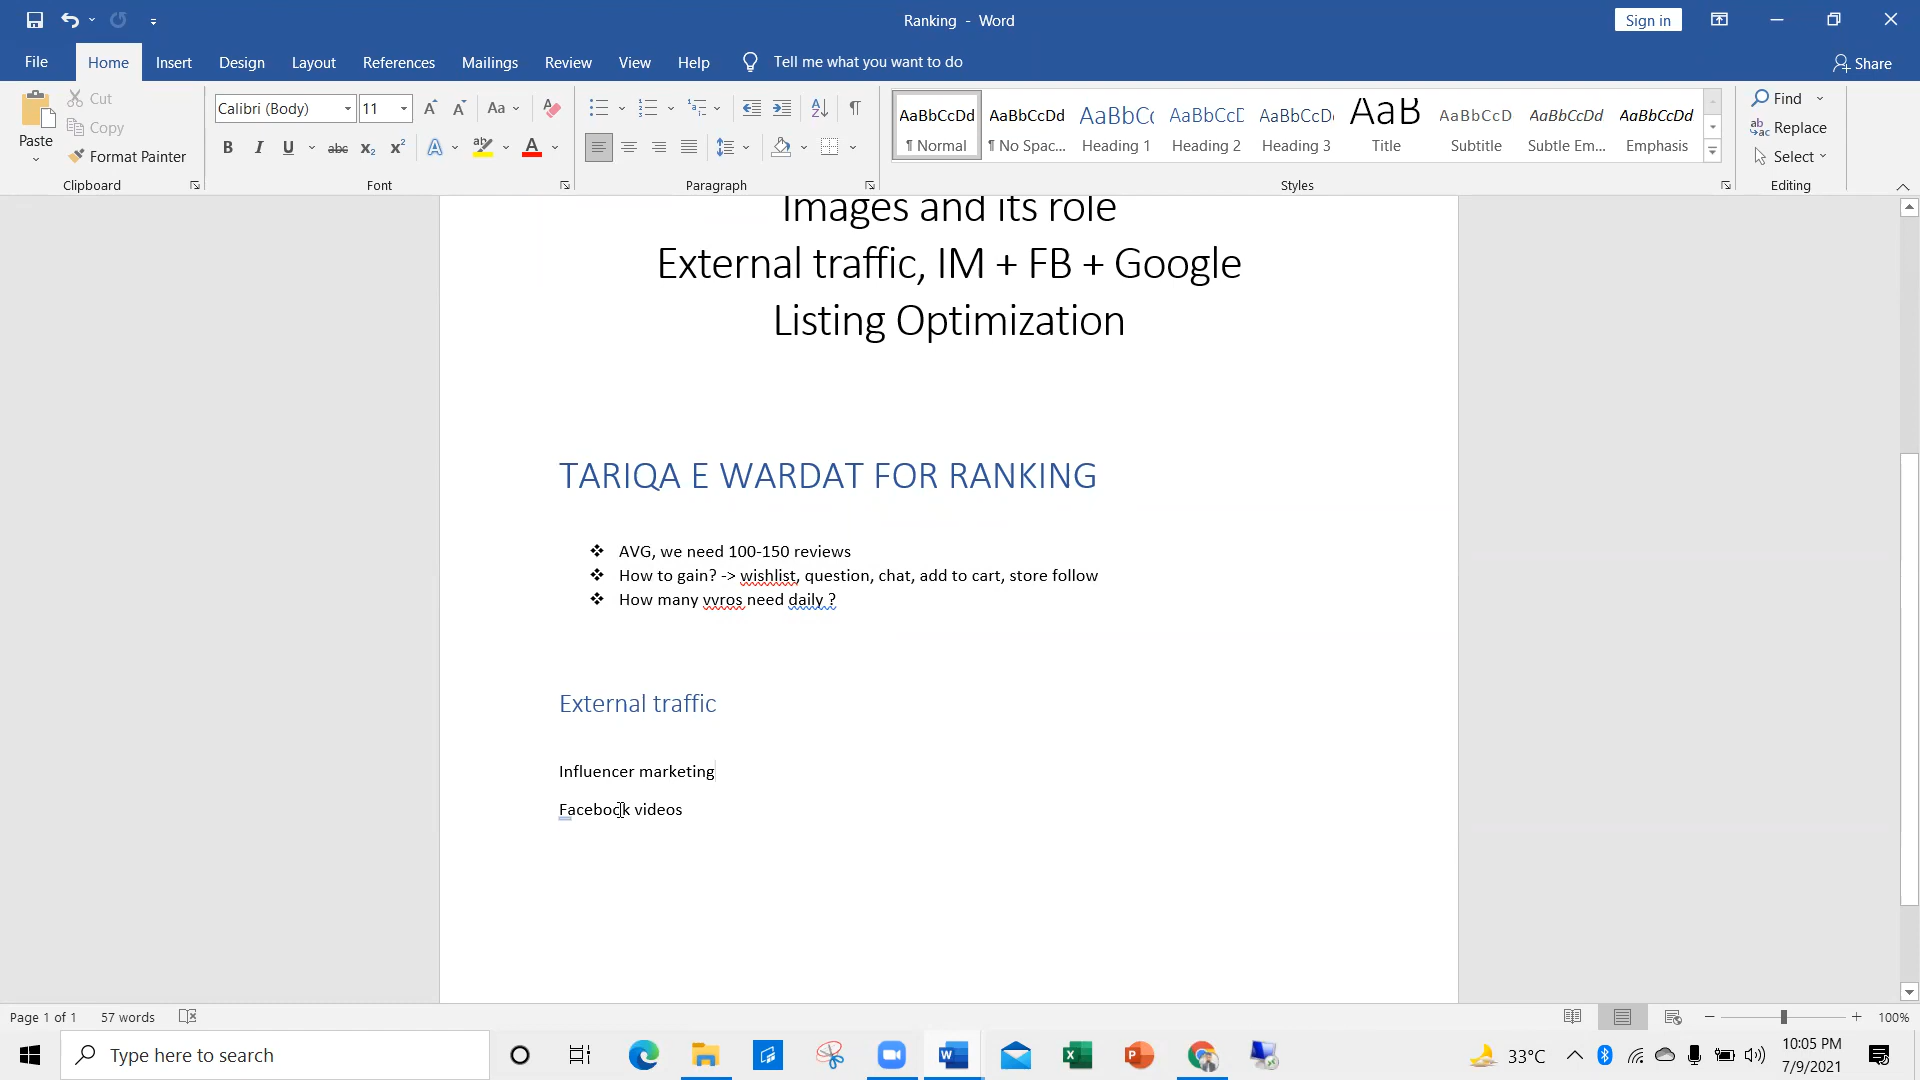 Ranking - Word
Sign in
File Home Insert Design Layout References Mailings Review View Help Tell me what you want to do Share
Paste
Cut
Copy
Format Painter
Clipboard
Calibri (Body) 11
Font
Paragraph
AaBbCcDd ¶ Normal
AaBbCcDd ¶ No Spac...
AaBbCc Heading 1
AaBbCcD Heading 2
AaBbCcDc Heading 3
AaB Title
AaBbCcD Subtitle
AaBbCcDd Subtle Em...
AaBbCcDd Emphasis
Styles
Find
Replace
Select
Editing
Images and its role
External traffic, IM + FB + Google
Listing Optimization
TARIQA E WARDAT FOR RANKING
❖ AVG, we need 100-150 reviews
❖ How to gain? -> wishlist, question, chat, add to cart, store follow
❖ How many vvros need daily ?
External traffic
Influencer marketing
Facebook videos
Page 1 of 1 57 words 100%
Type here to search
33°C
10:05 PM
7/9/2021